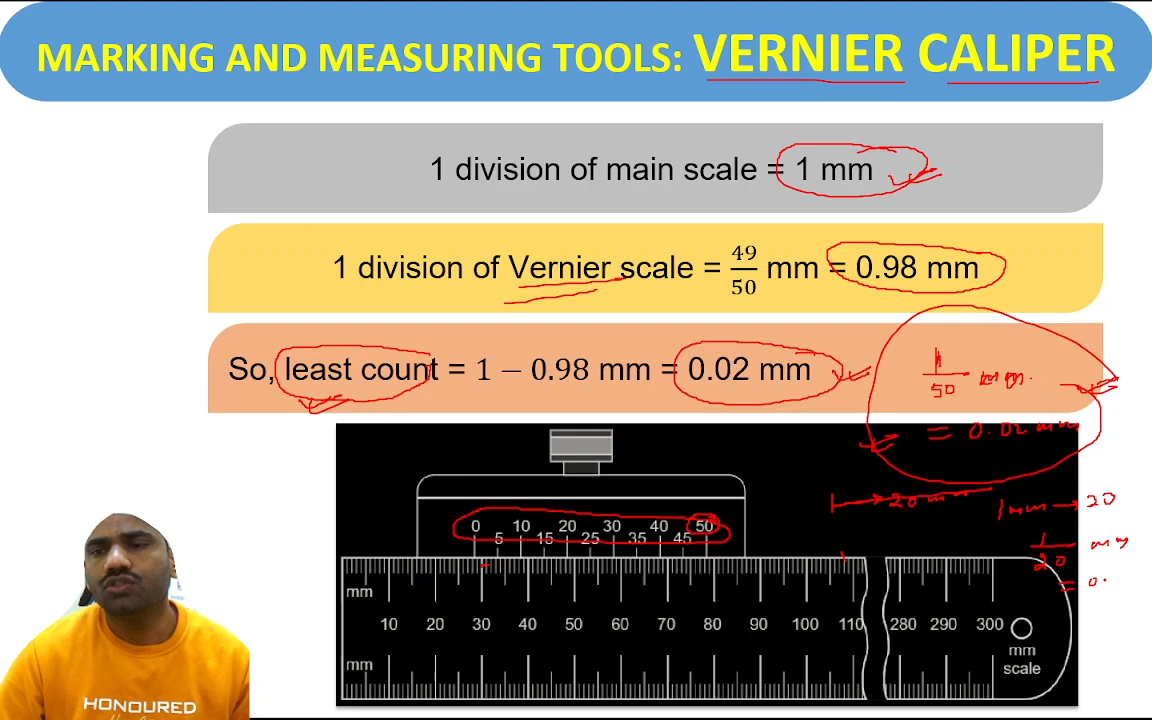 MARKING AND MEASURING TOOLS: VERNIER CALIPER
1 division of main scale = 1 mm
1 division of Vernier scale = 49/50 mm = 0.98 mm
So, least count = 1 − 0.98 mm = 0.02 mm
1/50 mm.
= 0.02 mm
20 mm
1mm → 20
1/20 mm
= 0.
0 10 20 30 40 50
5 15 25 35 45
mm
10 20 30 40 50 60 70 80 90 100 110 280 290 300
mm
mm
scale
HONOURED